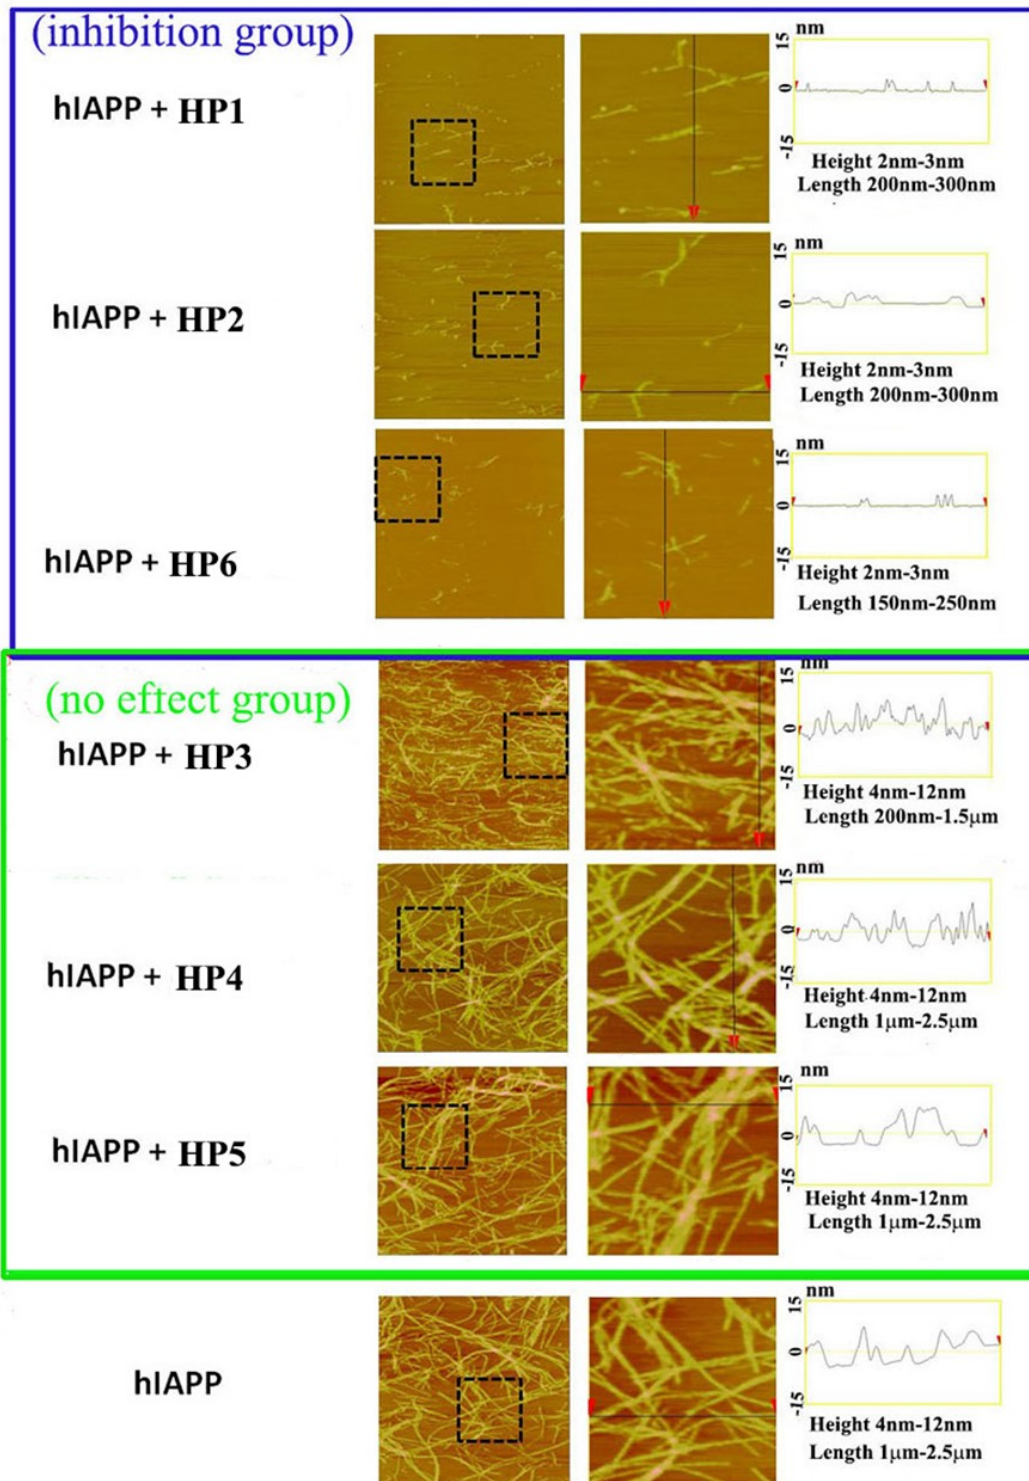 (inhibition group)
hIAPP + HP1
nm
15
0
-15
Height 2nm-3nm
Length 200nm-300nm
hIAPP + HP2
nm
15
0
-15
Height 2nm-3nm
Length 200nm-300nm
hIAPP + HP6
nm
15
0
-15
Height 2nm-3nm
Length 150nm-250nm
(no effect group)
hIAPP + HP3
nm
15
0
-15
Height 4nm-12nm
Length 200nm-1.5μm
hIAPP + HP4
nm
15
0
-15
Height 4nm-12nm
Length 1μm-2.5μm
hIAPP + HP5
nm
15
0
-15
Height 4nm-12nm
Length 1μm-2.5μm
hIAPP
nm
15
0
-15
Height 4nm-12nm
Length 1μm-2.5μm